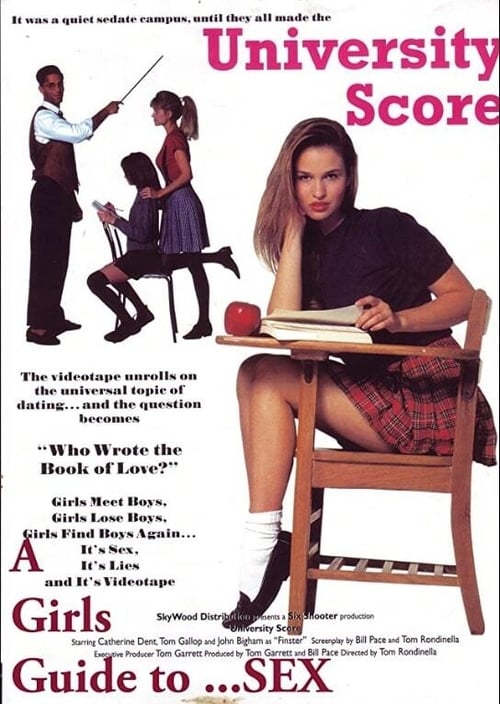 It was a quiet sedate campus, until they all made the
University
Score
The videotape unrolls on
the universal topic of
dating...and the question
becomes
“Who Wrote the
Book of Love?”
Girls Meet Boys,
Girls Lose Boys,
Girls Find Boys Again...
It's Sex,
It's Lies
and It's Videotape
A
Girls
Guide to ...SEX
SkyWood Distribution presents a Six Shooter production
University Score
Starring Catherine Dent, Tom Gallop and John Bigham as "Finster" Screenplay by Bill Pace and Tom Rondinella
Executive Producer Tom Garrett Produced by Tom Garrett and Bill Pace Directed by Tom Rondinella